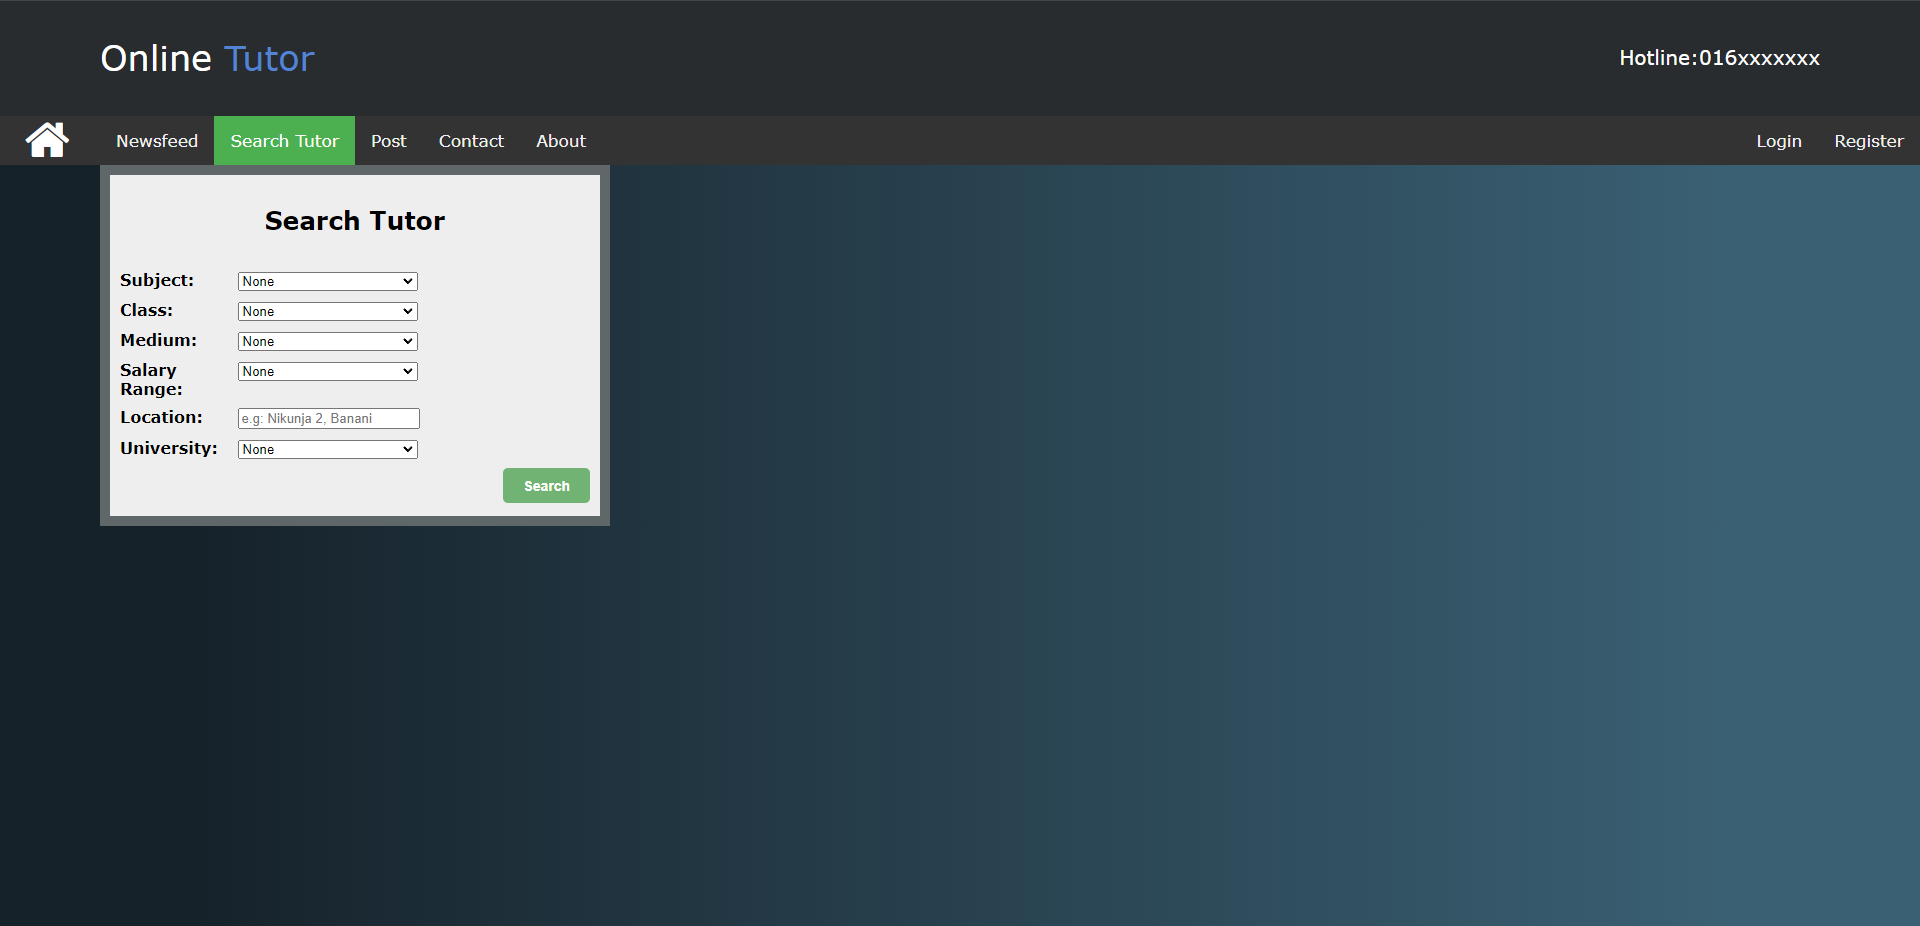 Online Tutor
Hotline:016xxxxxxx
Newsfeed Search Tutor Post Contact About Login Register
Search Tutor
Subject: None
Class: None
Medium: None
Salary Range: None
Location: e.g: Nikunja 2, Banani
University: None
Search